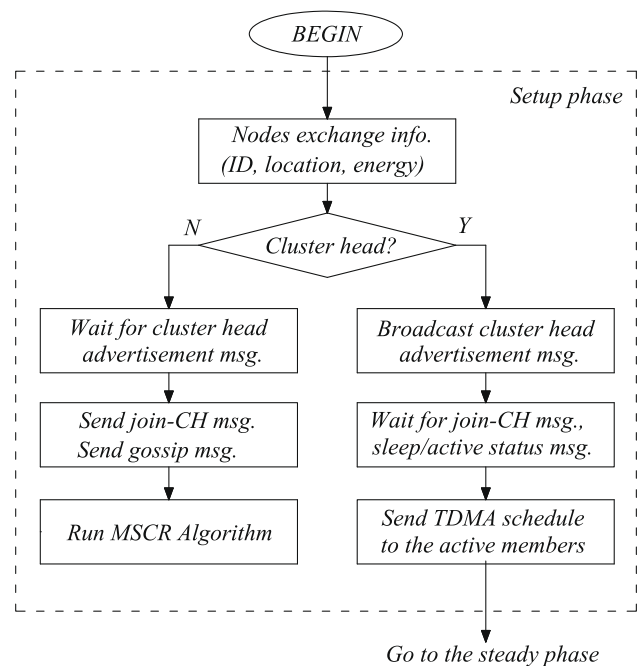 BEGIN
Setup phase
Nodes exchange info.
(ID, location, energy)
N
Y
Cluster head?
Wait for cluster head
advertisement msg.
Broadcast cluster head
advertisement msg.
Send join-CH msg.
Send gossip msg.
Wait for join-CH msg.,
sleep/active status msg.
Run MSCR Algorithm
Send TDMA schedule
to the active members
Go to the steady phase